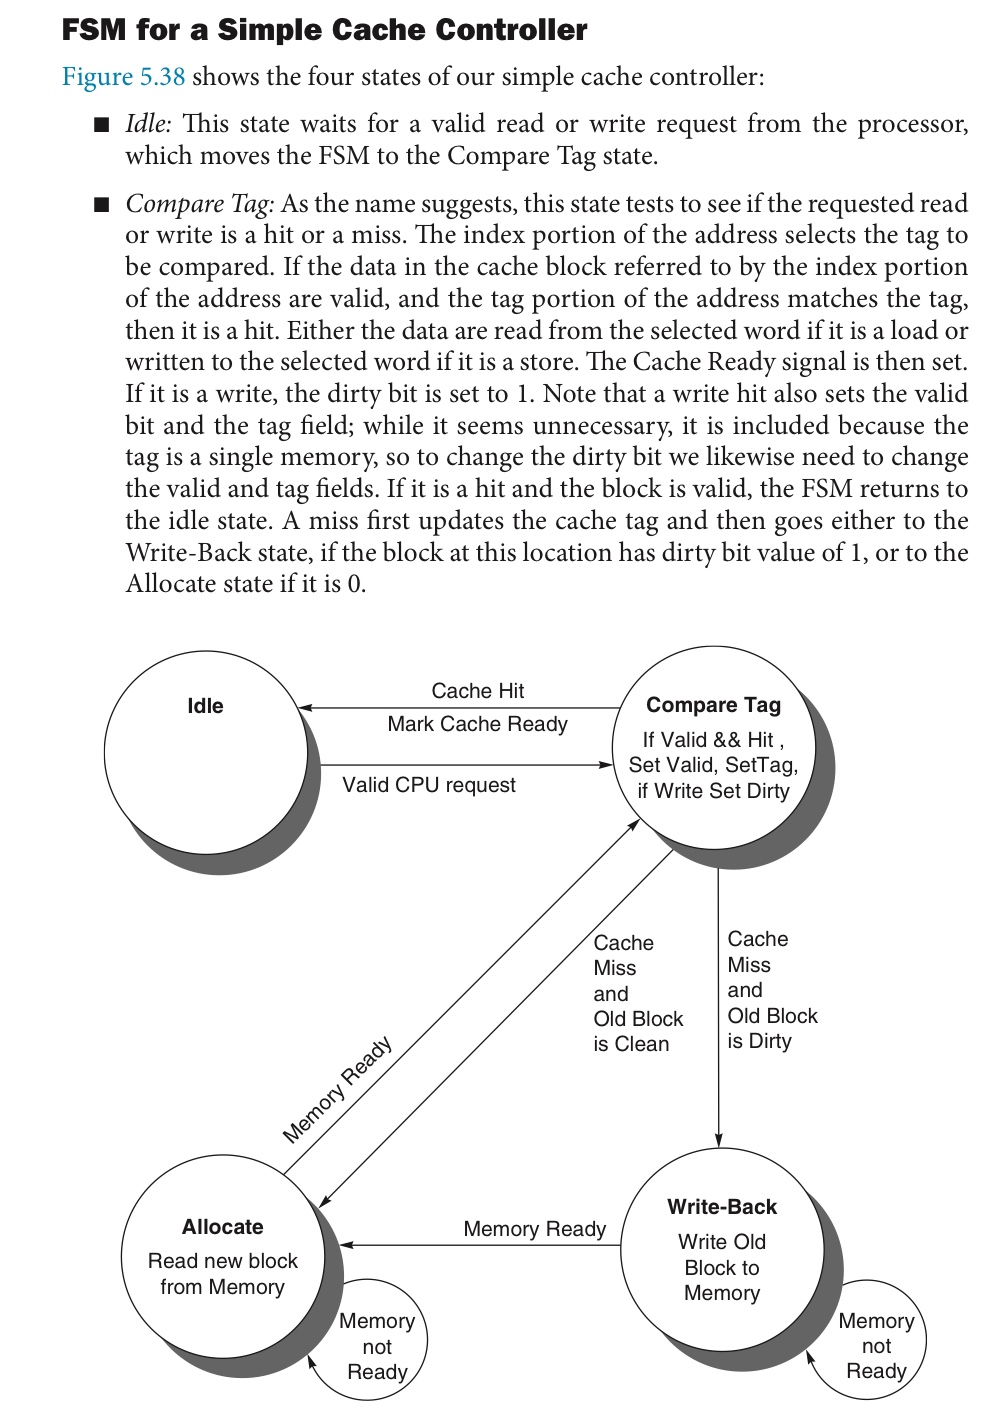 FSM for a Simple Cache Controller
Figure 5.38 shows the four states of our simple cache controller:
■ Idle: This state waits for a valid read or write request from the processor,
which moves the FSM to the Compare Tag state.
■ Compare Tag: As the name suggests, this state tests to see if the requested read
or write is a hit or a miss. The index portion of the address selects the tag to
be compared. If the data in the cache block referred to by the index portion
of the address are valid, and the tag portion of the address matches the tag,
then it is a hit. Either the data are read from the selected word if it is a load or
written to the selected word if it is a store. The Cache Ready signal is then set.
If it is a write, the dirty bit is set to 1. Note that a write hit also sets the valid
bit and the tag field; while it seems unnecessary, it is included because the
tag is a single memory, so to change the dirty bit we likewise need to change
the valid and tag fields. If it is a hit and the block is valid, the FSM returns to
the idle state. A miss first updates the cache tag and then goes either to the
Write-Back state, if the block at this location has dirty bit value of 1, or to the
Allocate state if it is 0.
Idle
Cache Hit
Mark Cache Ready
Valid CPU request
Compare Tag
If Valid && Hit ,
Set Valid, SetTag,
if Write Set Dirty
Memory Ready
Cache
Miss
and
Old Block
is Clean
Cache
Miss
and
Old Block
is Dirty
Allocate
Read new block
from Memory
Memory
not
Ready
Memory Ready
Write-Back
Write Old
Block to
Memory
Memory
not
Ready